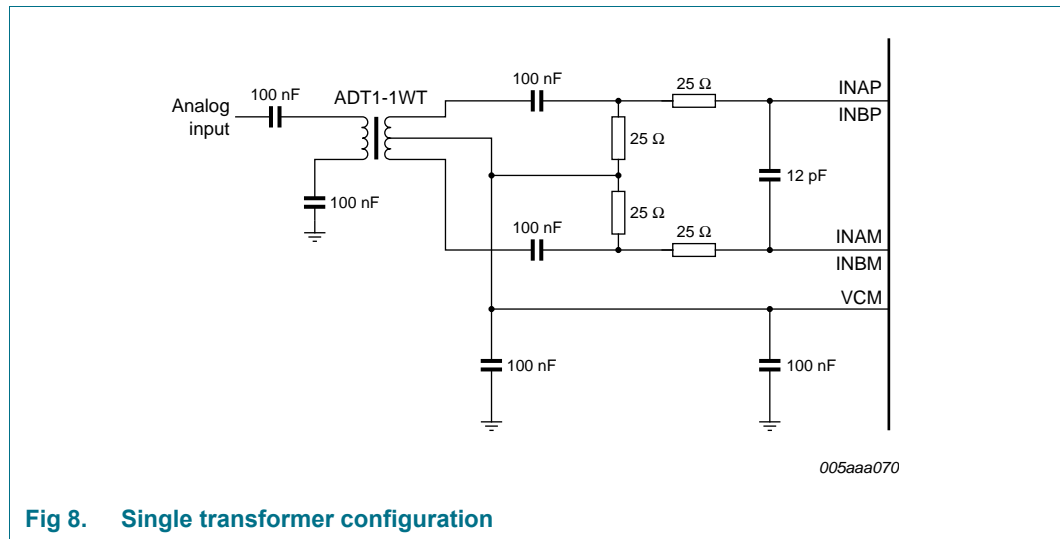 100 nF
ADT1-1WT
Analog
input
100 nF
100 nF
25 Ω
INAP
INBP
25 Ω
12 pF
25 Ω
100 nF
25 Ω
INAM
INBM
VCM
100 nF
100 nF
005aaa070
Fig 8. Single transformer configuration